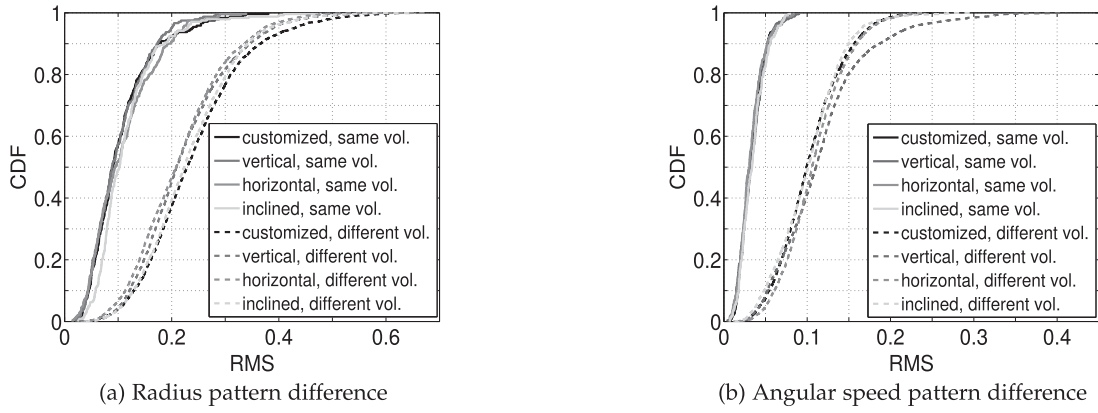 1
0.8
0.6
0.4
0.2
0
CDF
0
0.2
0.4
0.6
RMS
customized, same vol.
vertical, same vol.
horizontal, same vol.
inclined, same vol.
customized, different vol.
vertical, different vol.
horizontal, different vol.
inclined, different vol.
(a) Radius pattern difference
1
0.8
0.6
0.4
0.2
0
CDF
0
0.1
0.2
0.3
0.4
RMS
customized, same vol.
vertical, same vol.
horizontal, same vol.
inclined, same vol.
customized, different vol.
vertical, different vol.
horizontal, different vol.
inclined, different vol.
(b) Angular speed pattern difference